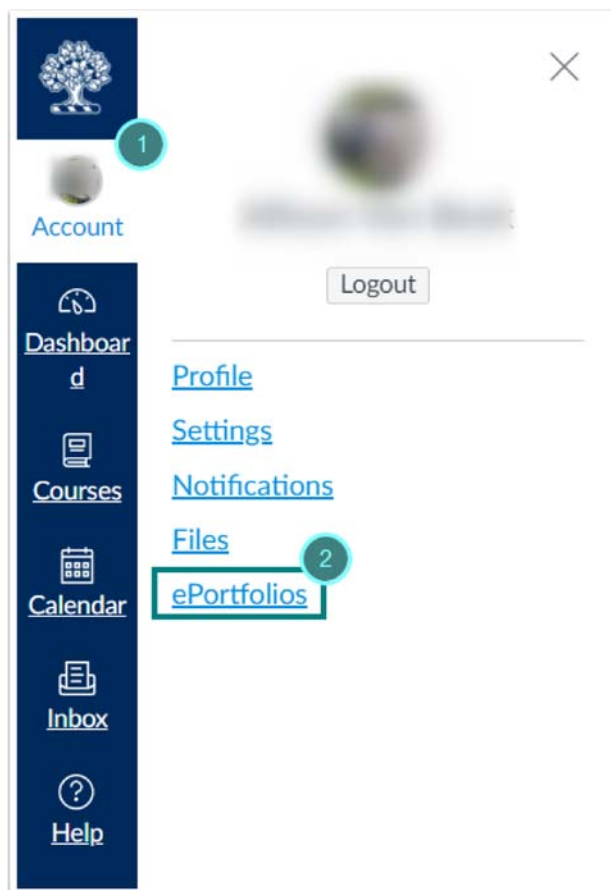 1
Account
Logout
Dashboar
d
Profile
Settings
Courses
Notifications
Files
2
ePortfolios
Calendar
Inbox
Help